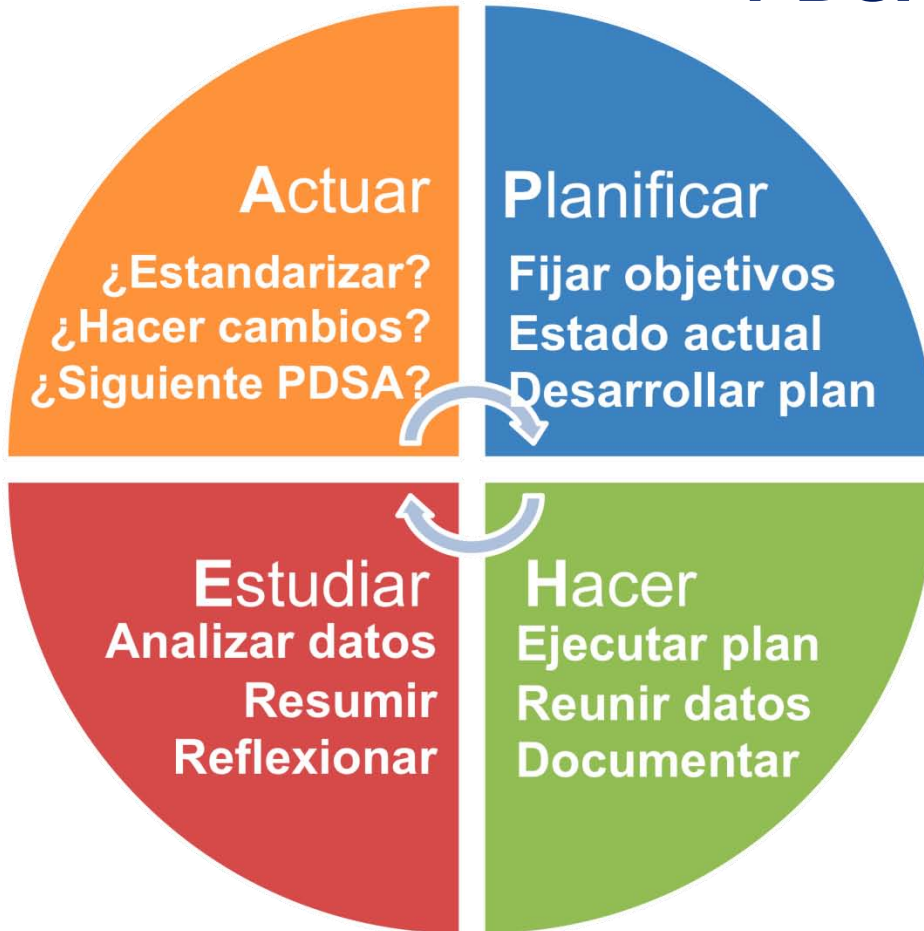 Actuar
¿Estandarizar?
¿Hacer cambios?
¿Siguiente PDSA?
Planificar
Fijar objetivos
Estado actual
Desarrollar plan
Estudiar
Analizar datos
Resumir
Reflexionar
Hacer
Ejecutar plan
Reunir datos
Documentar